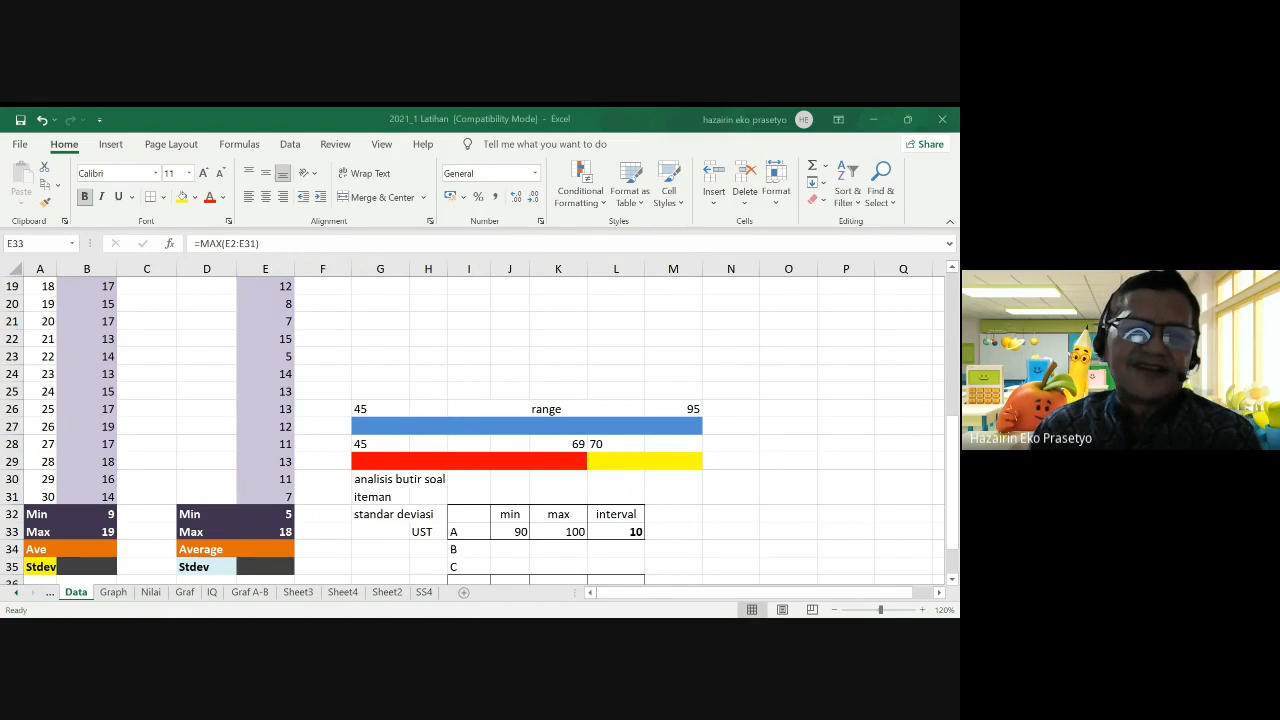 2021_1 Latihan [Compatibility Mode] - Excel
hazairin eko prasetyo HE
File Home Insert Page Layout Formulas Data Review View Help Tell me what you want to do Share
Paste Calibri 11 A A Wrap Text General Conditional Formatting Format as Table Cell Styles Insert Delete Format Sort & Filter Find & Select
B I U A Merge & Center % ,
Clipboard Font Alignment Number Styles Cells Editing
E33 fx =MAX(E2:E31)
A B C D E F G H I J K L M N O P Q
19 18 17 12
20 19 15 8
21 20 17 7
22 21 13 15
23 22 14 5
24 23 13 14
25 24 15 13
26 25 17 13 45 range 95
27 26 19 12
28 27 17 11 45 69 70
29 28 18 13
30 29 16 11 analisis butir soal
31 30 14 7 iteman
32 Min 9 Min 5 standar deviasi min max interval
33 Max 19 Max 18 UST A 90 100 10
34 Ave Average B
35 Stdev Stdev C
36
... Data Graph Nilai Graf IQ Graf A-B Sheet3 Sheet4 Sheet2 SS4
Ready 120%
Hazairin Eko Prasetyo